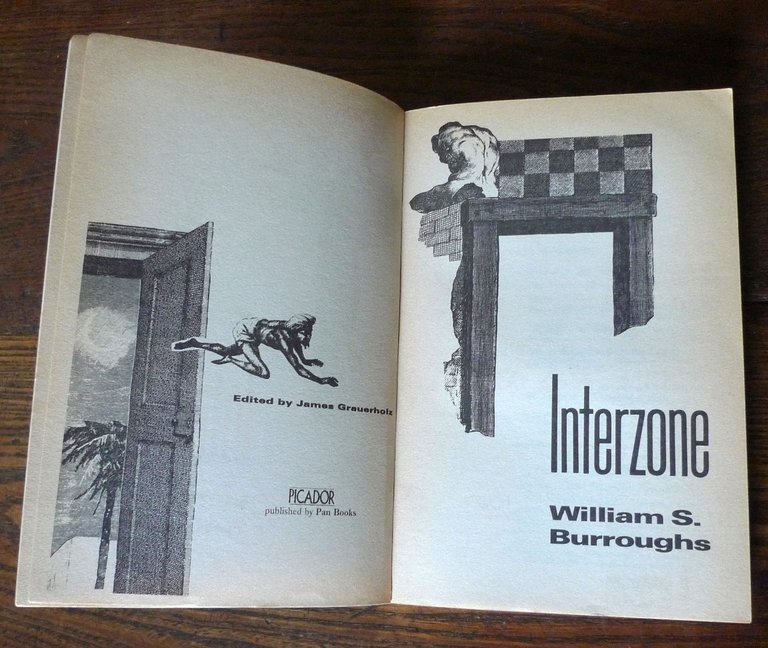 Edited by James Grauerholz
PICADOR
published by Pan Books
Interzone
William S.
Burroughs